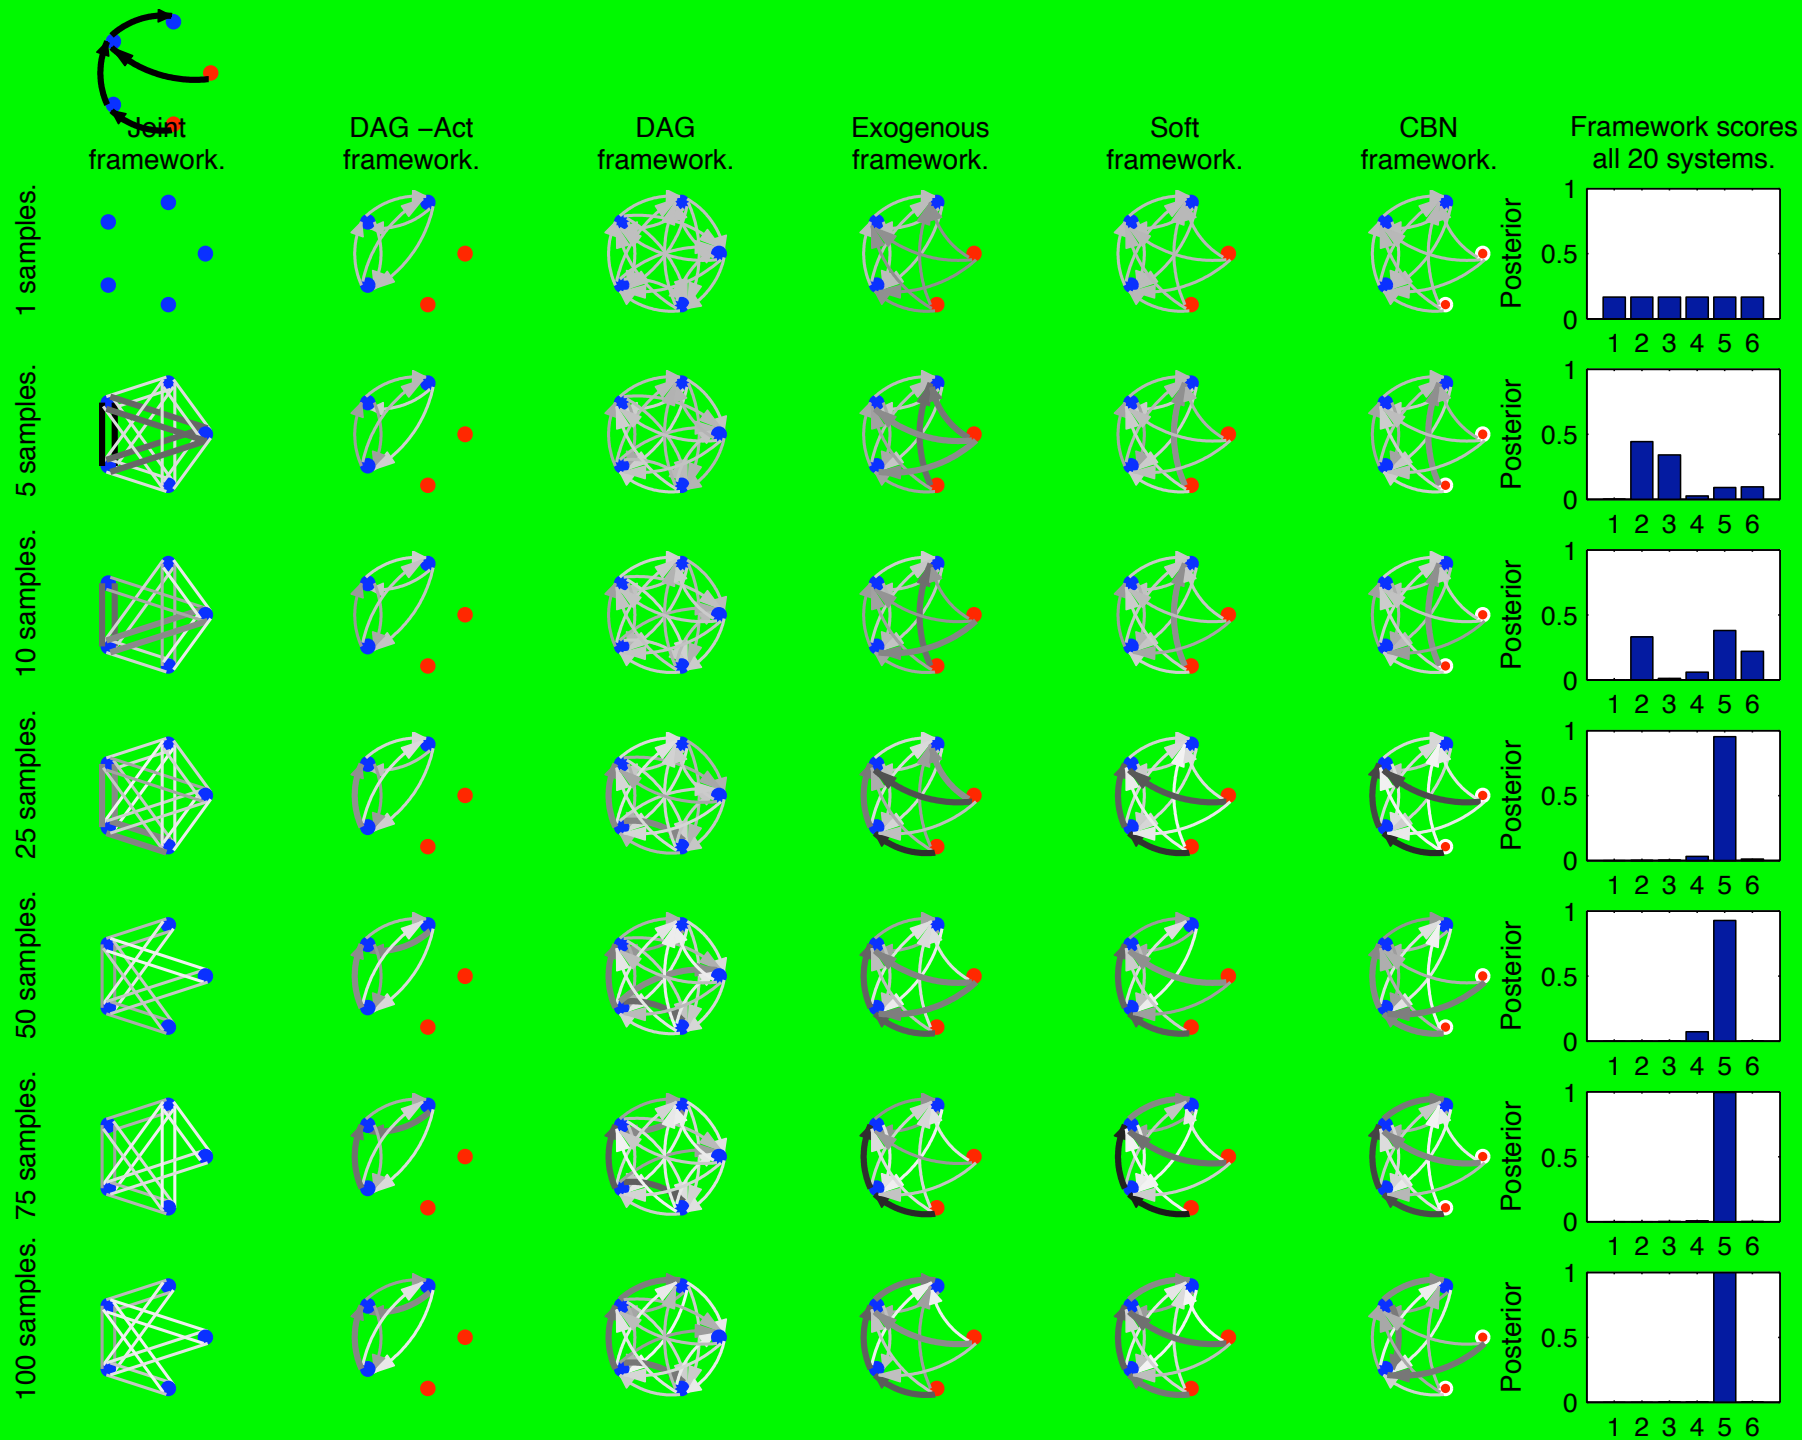 Joint
framework.
DAG –Act
framework.
DAG
framework.
Exogenous
framework.
Soft
framework.
CBN
framework.
Framework scores
all 20 systems.
1 samples.
Posterior
1
0.5
0
1 2 3 4 5 6
5 samples.
Posterior
1
0.5
0
1 2 3 4 5 6
10 samples.
Posterior
1
0.5
0
1 2 3 4 5 6
25 samples.
Posterior
1
0.5
0
1 2 3 4 5 6
50 samples.
Posterior
1
0.5
0
1 2 3 4 5 6
75 samples.
Posterior
1
0.5
0
1 2 3 4 5 6
100 samples.
Posterior
1
0.5
0
1 2 3 4 5 6